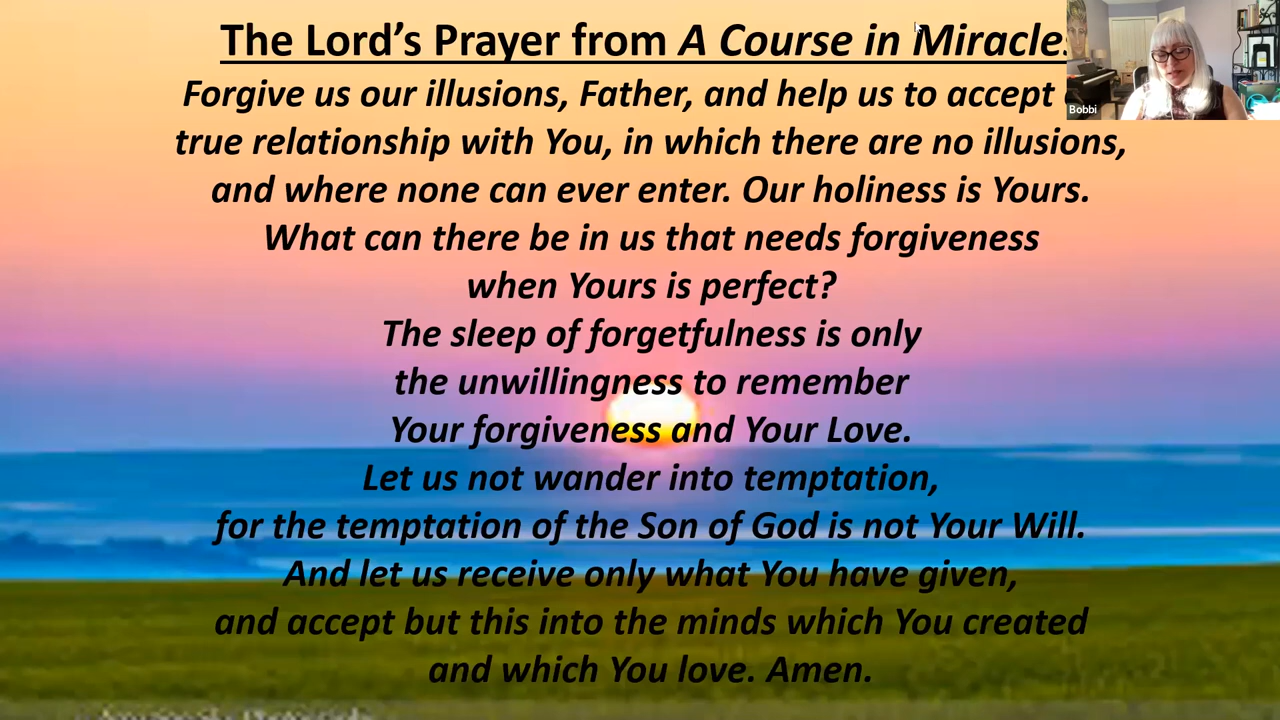 The Lord's Prayer from A Course in Miracles
Forgive us our illusions, Father, and help us to accept
true relationship with You, in which there are no illusions,
and where none can ever enter. Our holiness is Yours.
What can there be in us that needs forgiveness
when Yours is perfect?
The sleep of forgetfulness is only
the unwillingness to remember
Your forgiveness and Your Love.
Let us not wander into temptation,
for the temptation of the Son of God is not Your Will.
And let us receive only what You have given,
and accept but this into the minds which You created
and which You love. Amen.
Bobbi